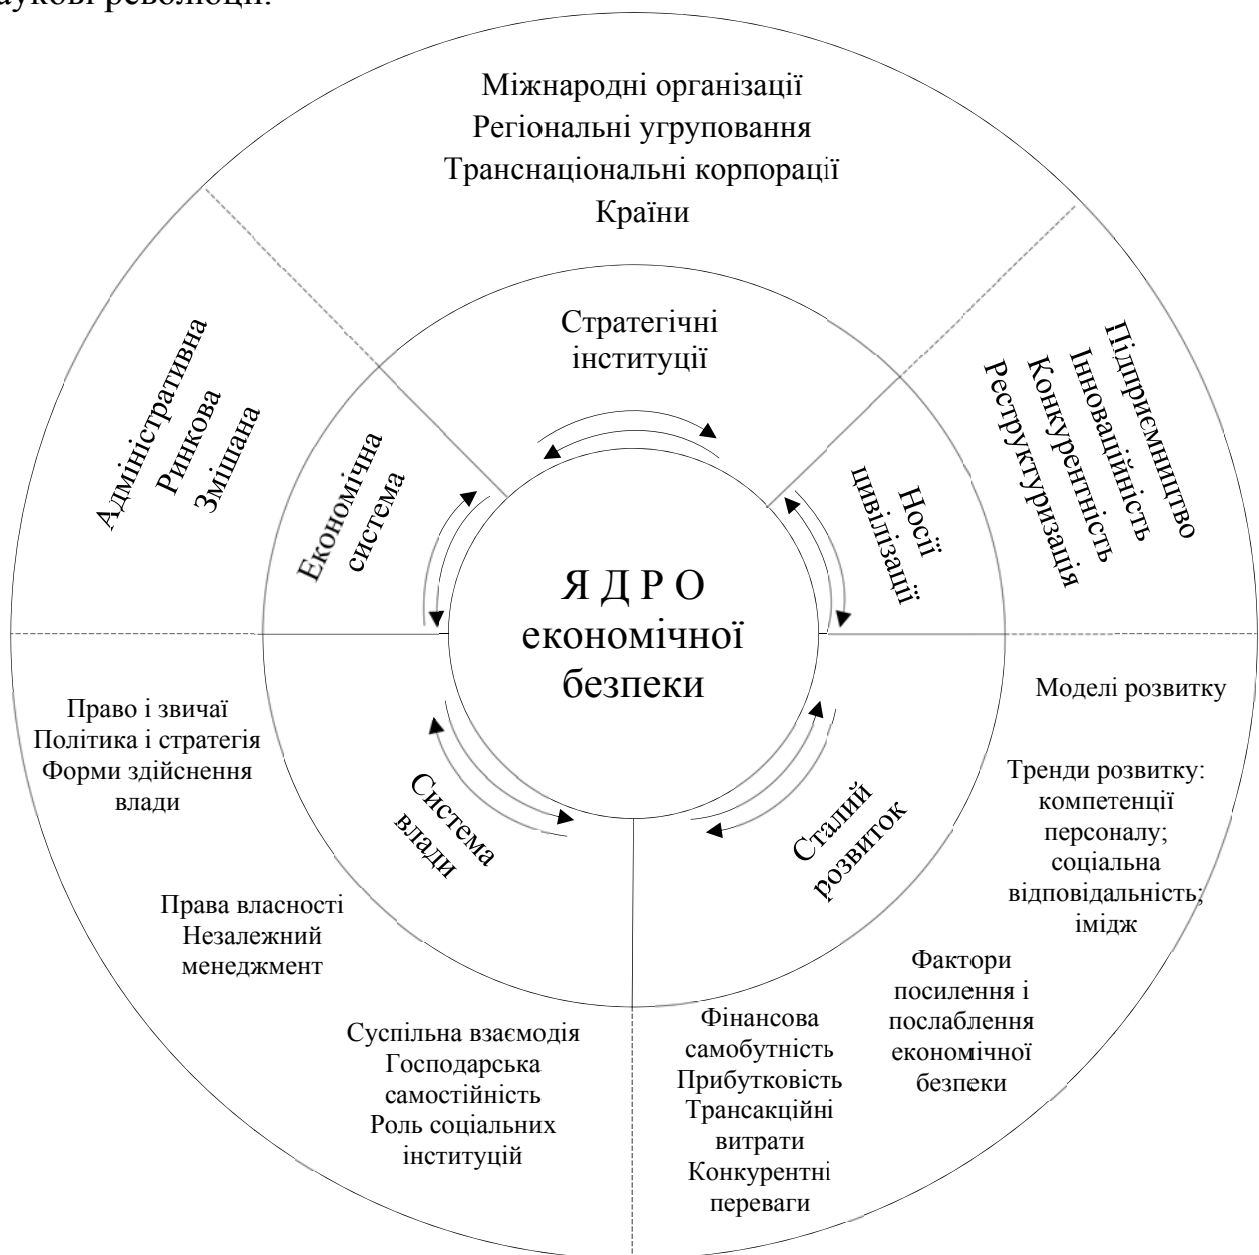 революції.
Міжнародні організації
Регіональні угруповання
Транснаціональні корпорації
Країни
Стратегічні
інституції
Адміністративна
Ринкова
Змішана
Економічна
система
Носії
цивілізації
Підприємництво
Інноваційність
Конкурентність
Реструктуризація
ЯДРО
економічної
безпеки
Право і звичаї
Політика і стратегія
Форми здійснення
влади
Система
влади
Сталий
розвиток
Моделі розвитку
Тренди розвитку:
компетенції
персоналу;
соціальна
відповідальність;
імідж
Права власності
Незалежний
менеджмент
Фактори
посилення і
послаблення
економічної
безпеки
Суспільна взаємодія
Господарська
самостійність
Роль соціальних
інституцій
Фінансова
самобутність
Прибутковість
Трансакційні
витрати
Конкурентні
переваги